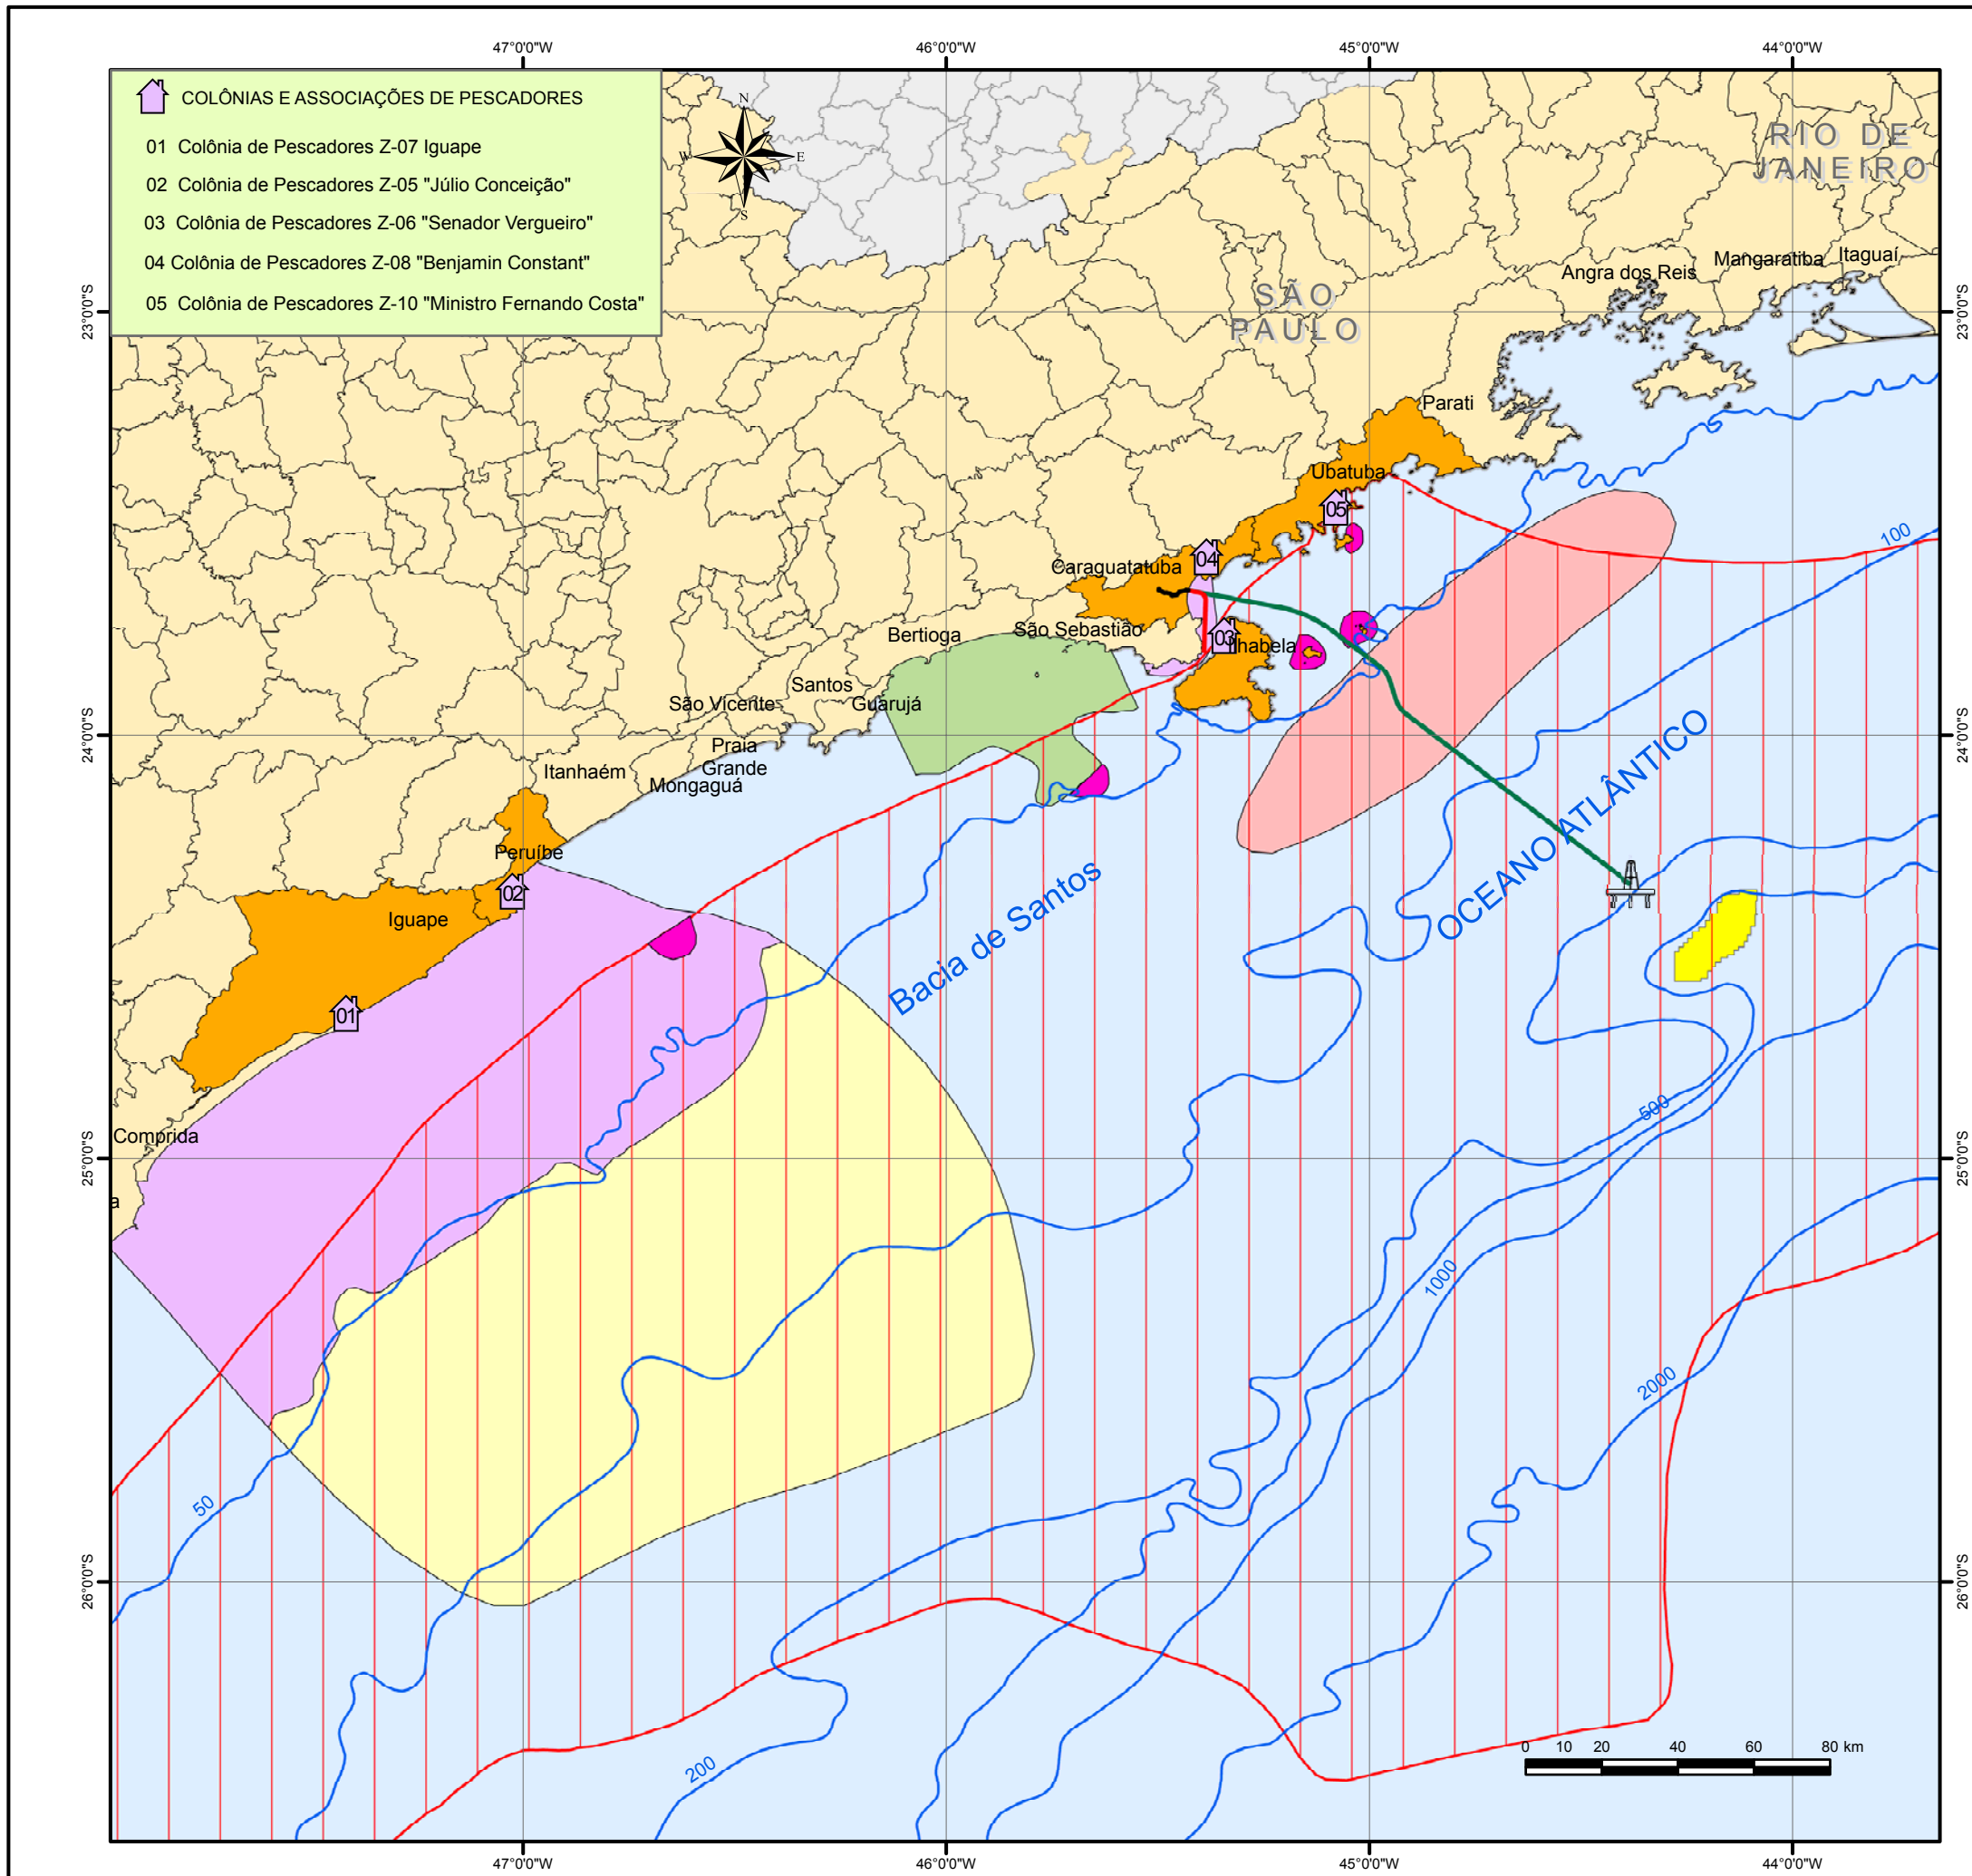 47°0'0"W
46°0'0"W
45°0'0"W
44°0'0"W
COLÔNIAS E ASSOCIAÇÕES DE PESCADORES
01 Colônia de Pescadores Z-07 Iguape
02 Colônia de Pescadores Z-05 "Júlio Conceição"
03 Colônia de Pescadores Z-06 "Senador Vergueiro"
04 Colônia de Pescadores Z-08 "Benjamin Constant"
05 Colônia de Pescadores Z-10 "Ministro Fernando Costa"
N
W
E
S
RIO DE
JANEIRO
Angra dos Reis
Mangaratiba
Itaguaí
SÃO
PAULO
23°0'0"S
23°0'0"S
Parati
Ubatuba
05
100
04
Caraguatatuba
Bertioga
São Sebastião
03
Ilhabela
Santos
São Vicente
Guarujá
24°0'0"S
24°0'0"S
Praia
Grande
Itanhaém
Mongaguá
OCEANO ATLÂNTICO
Peruíbe
02
Bacia de Santos
Iguape
01
500
Comprida
25°0'0"S
25°0'0"S
a
1000
2000
50
26°0'0"S
26°0'0"S
200
0 10 20 40 60 80 km
47°0'0"W
46°0'0"W
45°0'0"W
44°0'0"W